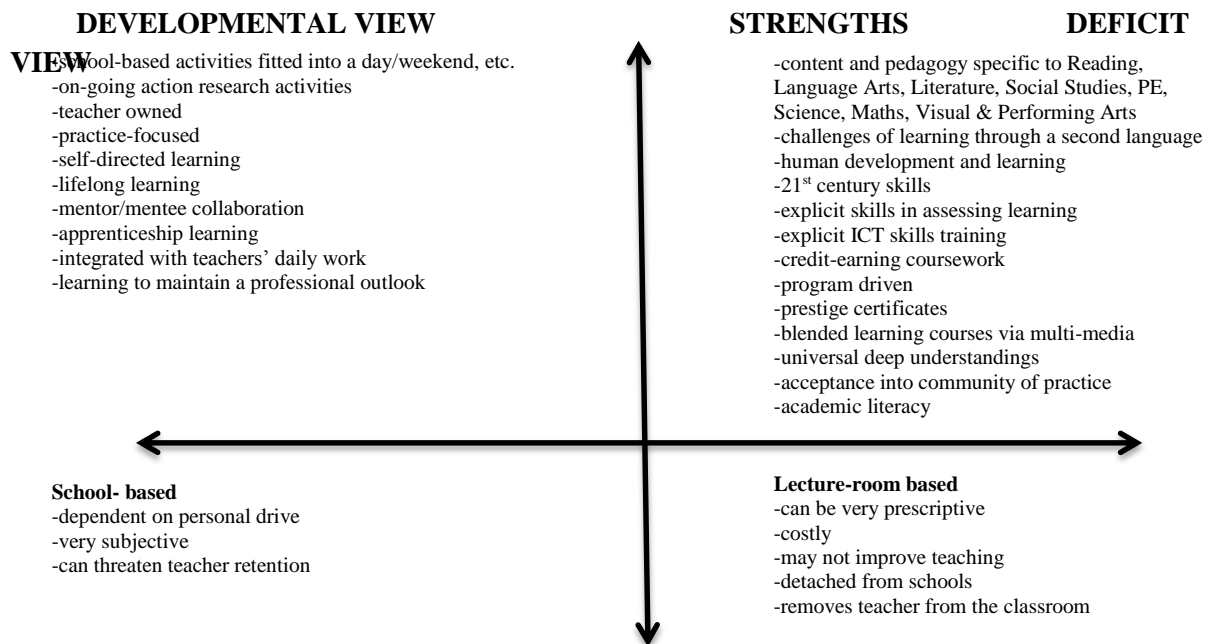 DEVELOPMENTAL VIEW STRENGTHS DEFICIT
VIEW
-school-based activities fitted into a day/weekend, etc.
-on-going action research activities
-teacher owned
-practice-focused
-self-directed learning
-lifelong learning
-mentor/mentee collaboration
-apprenticeship learning
-integrated with teachers’ daily work
-learning to maintain a professional outlook
-content and pedagogy specific to Reading,
Language Arts, Literature, Social Studies, PE,
Science, Maths, Visual & Performing Arts
-challenges of learning through a second language
-human development and learning
-21st century skills
-explicit skills in assessing learning
-explicit ICT skills training
-credit-earning coursework
-program driven
-prestige certificates
-blended learning courses via multi-media
-universal deep understandings
-acceptance into community of practice
-academic literacy
School- based
-dependent on personal drive
-very subjective
-can threaten teacher retention
Lecture-room based
-can be very prescriptive
-costly
-may not improve teaching
-detached from schools
-removes teacher from the classroom